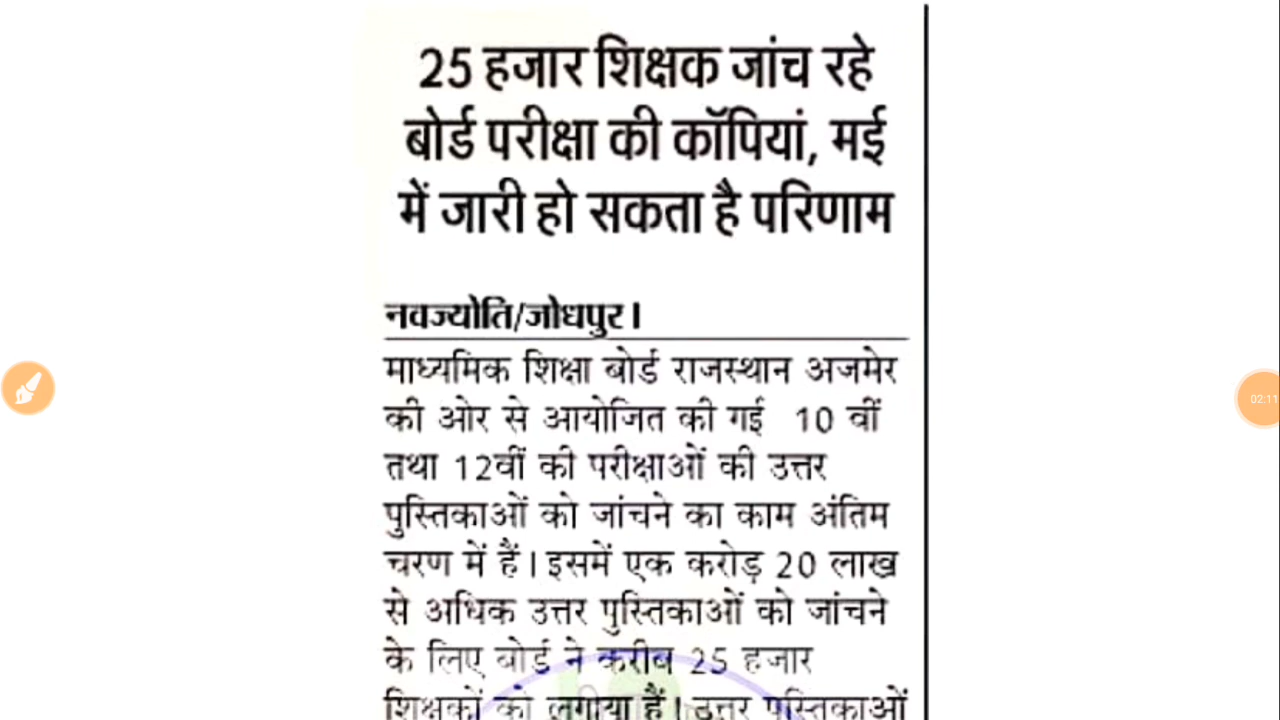 25 हजार शिक्षक जांच रहे
बोर्ड परीक्षा की कॉपियां, मई
में जारी हो सकता है परिणाम
नवज्योति/जोधपुर।
माध्यमिक शिक्षा बोर्ड राजस्थान अजमेर
की ओर से आयोजित की गई 10 वीं
तथा 12वीं की परीक्षाओं की उत्तर
पुस्तिकाओं को जांचने का काम अंतिम
चरण में हैं। इसमें एक करोड़ 20 लाख
से अधिक उत्तर पुस्तिकाओं को जांचने
के लिए बोर्ड ने करीब 25 हजार
शिक्षकों को लगाया हैं। उत्तर पुस्तिकाओं
02:11